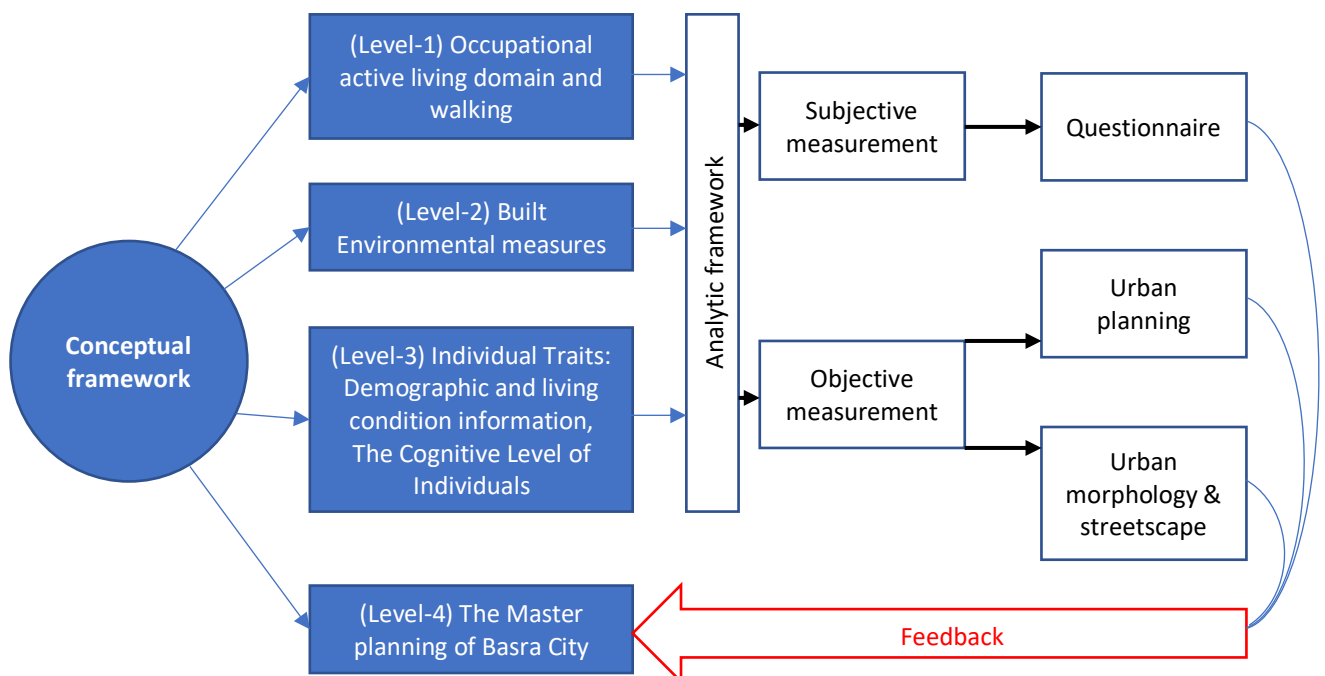 Conceptual
framework
(Level-1) Occupational
active living domain and
walking
(Level-2) Built
Environmental measures
(Level-3) Individual Traits:
Demographic and living
condition information,
The Cognitive Level of
Individuals
(Level-4) The Master
planning of Basra City
Analytic framework
Subjective
measurement
Objective
measurement
Questionnaire
Urban
planning
Urban
morphology &
streetscape
Feedback